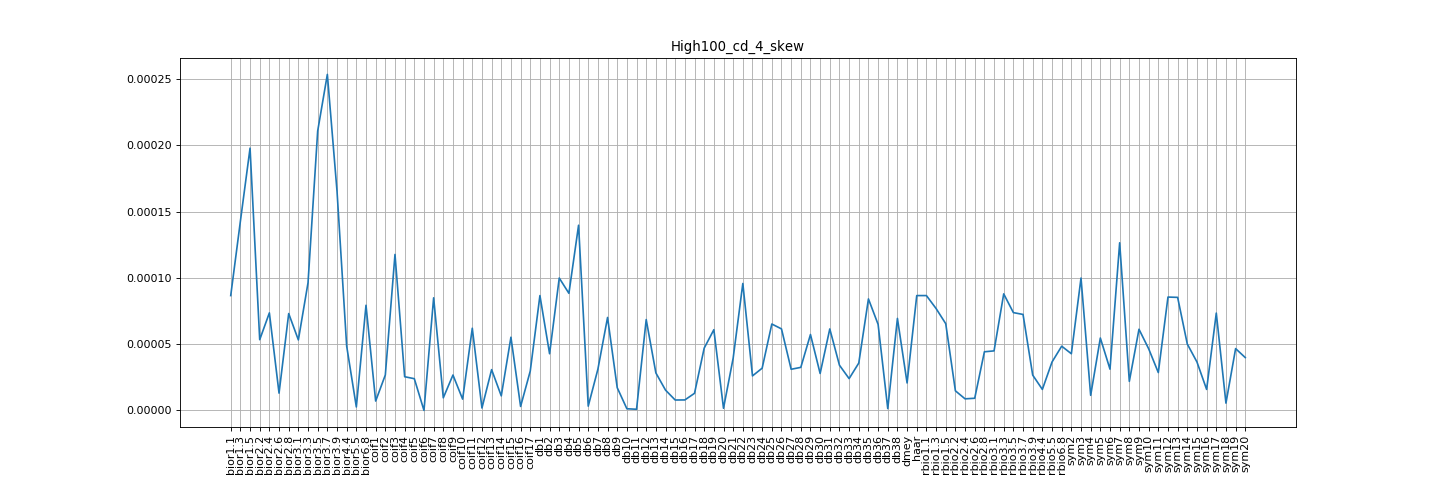 High100_cd_4_skew
0.00025
0.00020
0.00015
0.00010
0.00005
0.00000
bior1.1
bior1.3
bior1.5
bior2.2
bior2.4
bior2.6
bior2.8
bior3.1
bior3.3
bior3.5
bior3.7
bior3.9
bior4.4
bior5.5
bior6.8
coif1
coif2
coif3
coif4
coif5
coif6
coif7
coif8
coif9
coif10
coif11
coif12
coif13
coif14
coif15
coif16
coif17
db1
db2
db3
db4
db5
db6
db7
db8
db9
db10
db11
db12
db13
db14
db15
db16
db17
db18
db19
db20
db21
db22
db23
db24
db25
db26
db27
db28
db29
db30
db31
db32
db33
db34
db35
db36
db37
db38
dmey
haar
rbio1.1
rbio1.3
rbio1.5
rbio2.2
rbio2.4
rbio2.6
rbio2.8
rbio3.1
rbio3.3
rbio3.5
rbio3.7
rbio3.9
rbio4.4
rbio5.5
rbio6.8
sym2
sym3
sym4
sym5
sym6
sym7
sym8
sym9
sym10
sym11
sym12
sym13
sym14
sym15
sym16
sym17
sym18
sym19
sym20